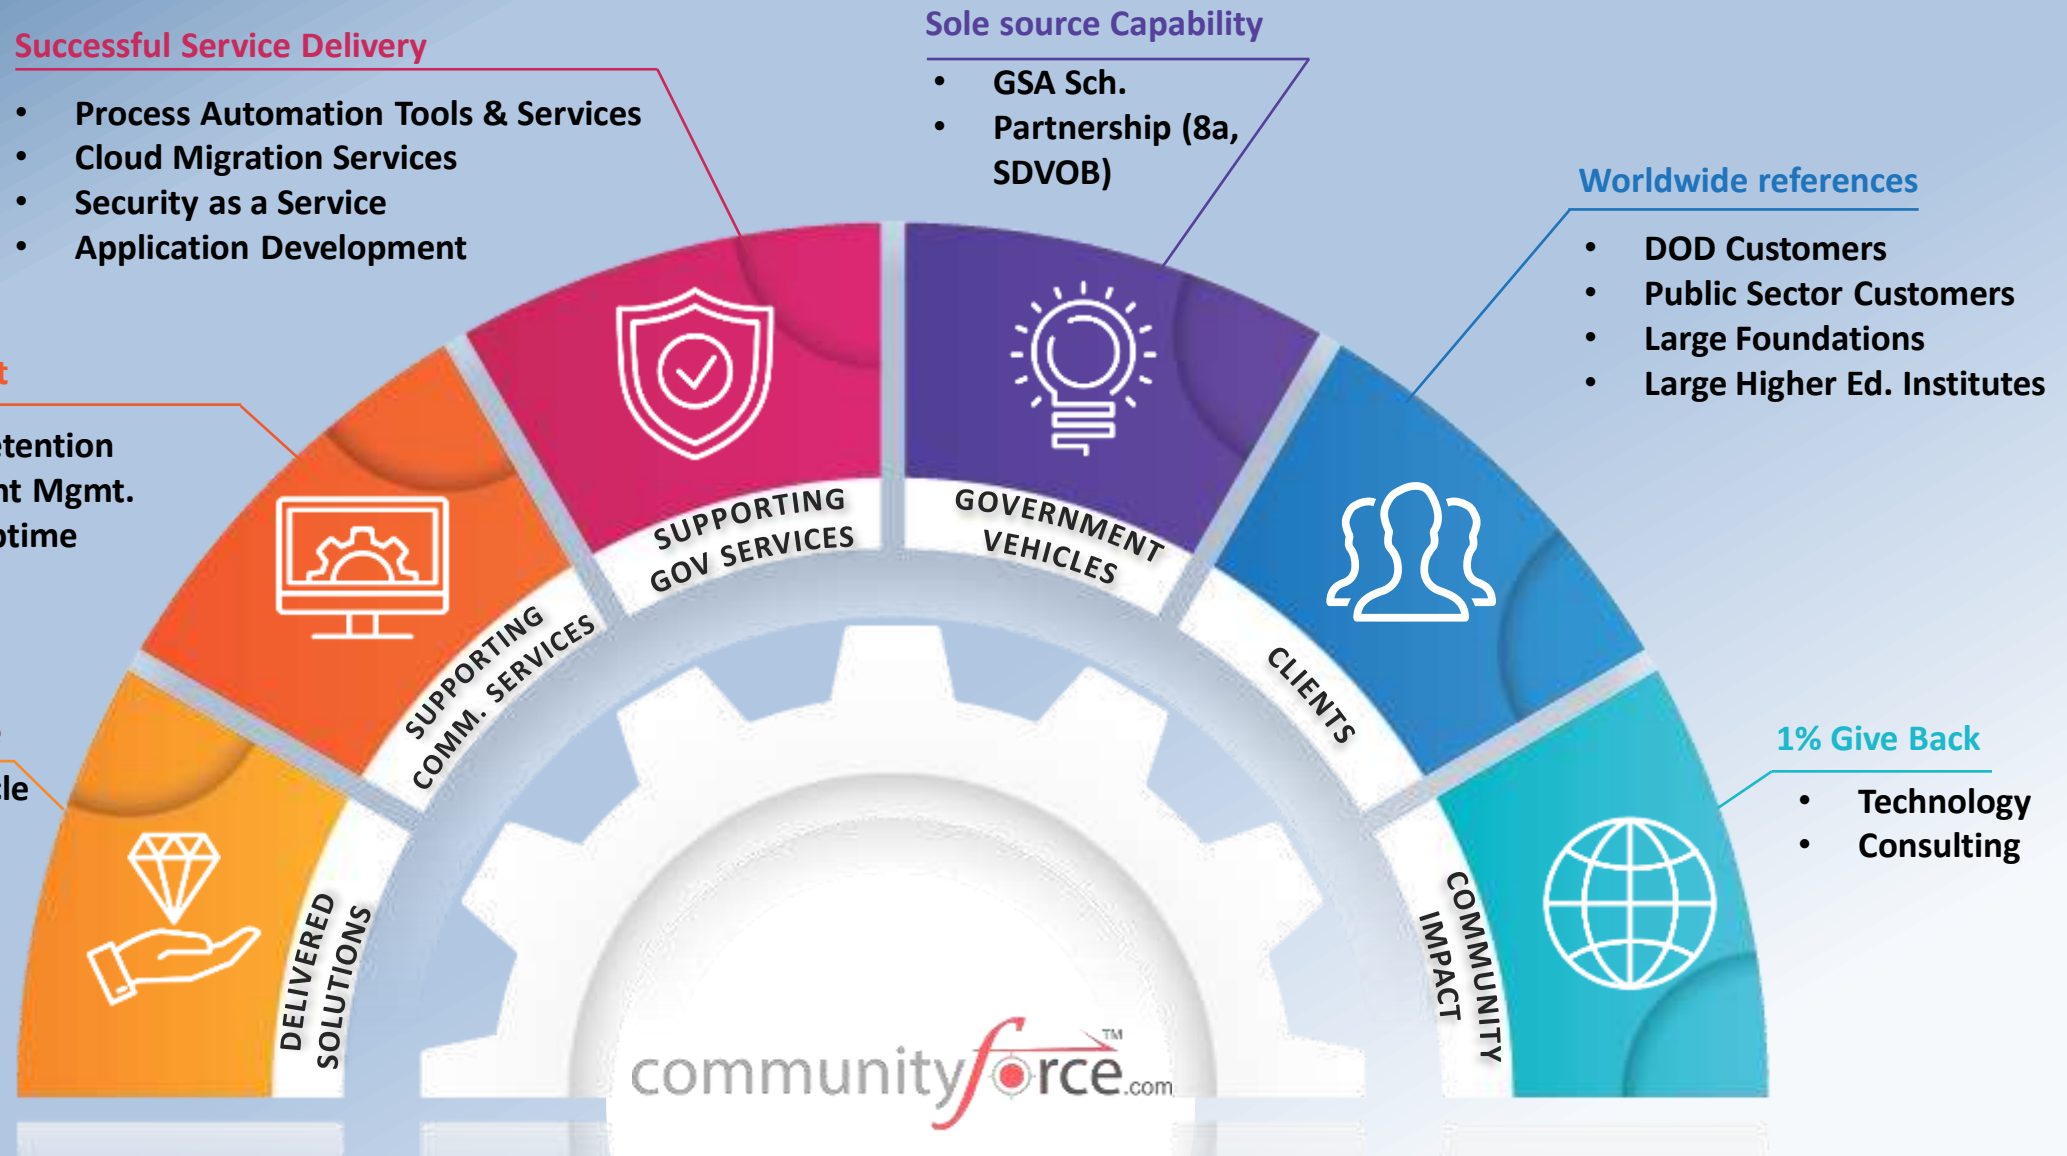 Successful Service Delivery
• Process Automation Tools & Services
• Cloud Migration Services
• Security as a Service
• Application Development
Sole source Capability
• GSA Sch.
• Partnership (8a,
SDVOB)
Worldwide references
• DOD Customers
• Public Sector Customers
• Large Foundations
• Large Higher Ed. Institutes
Mgmt.
1% Give Back
• Technology
• Consulting
DELIVERED
SOLUTIONS
SUPPORTING
COMM. SERVICES
SUPPORTING
GOV SERVICES
GOVERNMENT
VEHICLES
CLIENTS
COMMUNITY
IMPACT
communityforce.com™